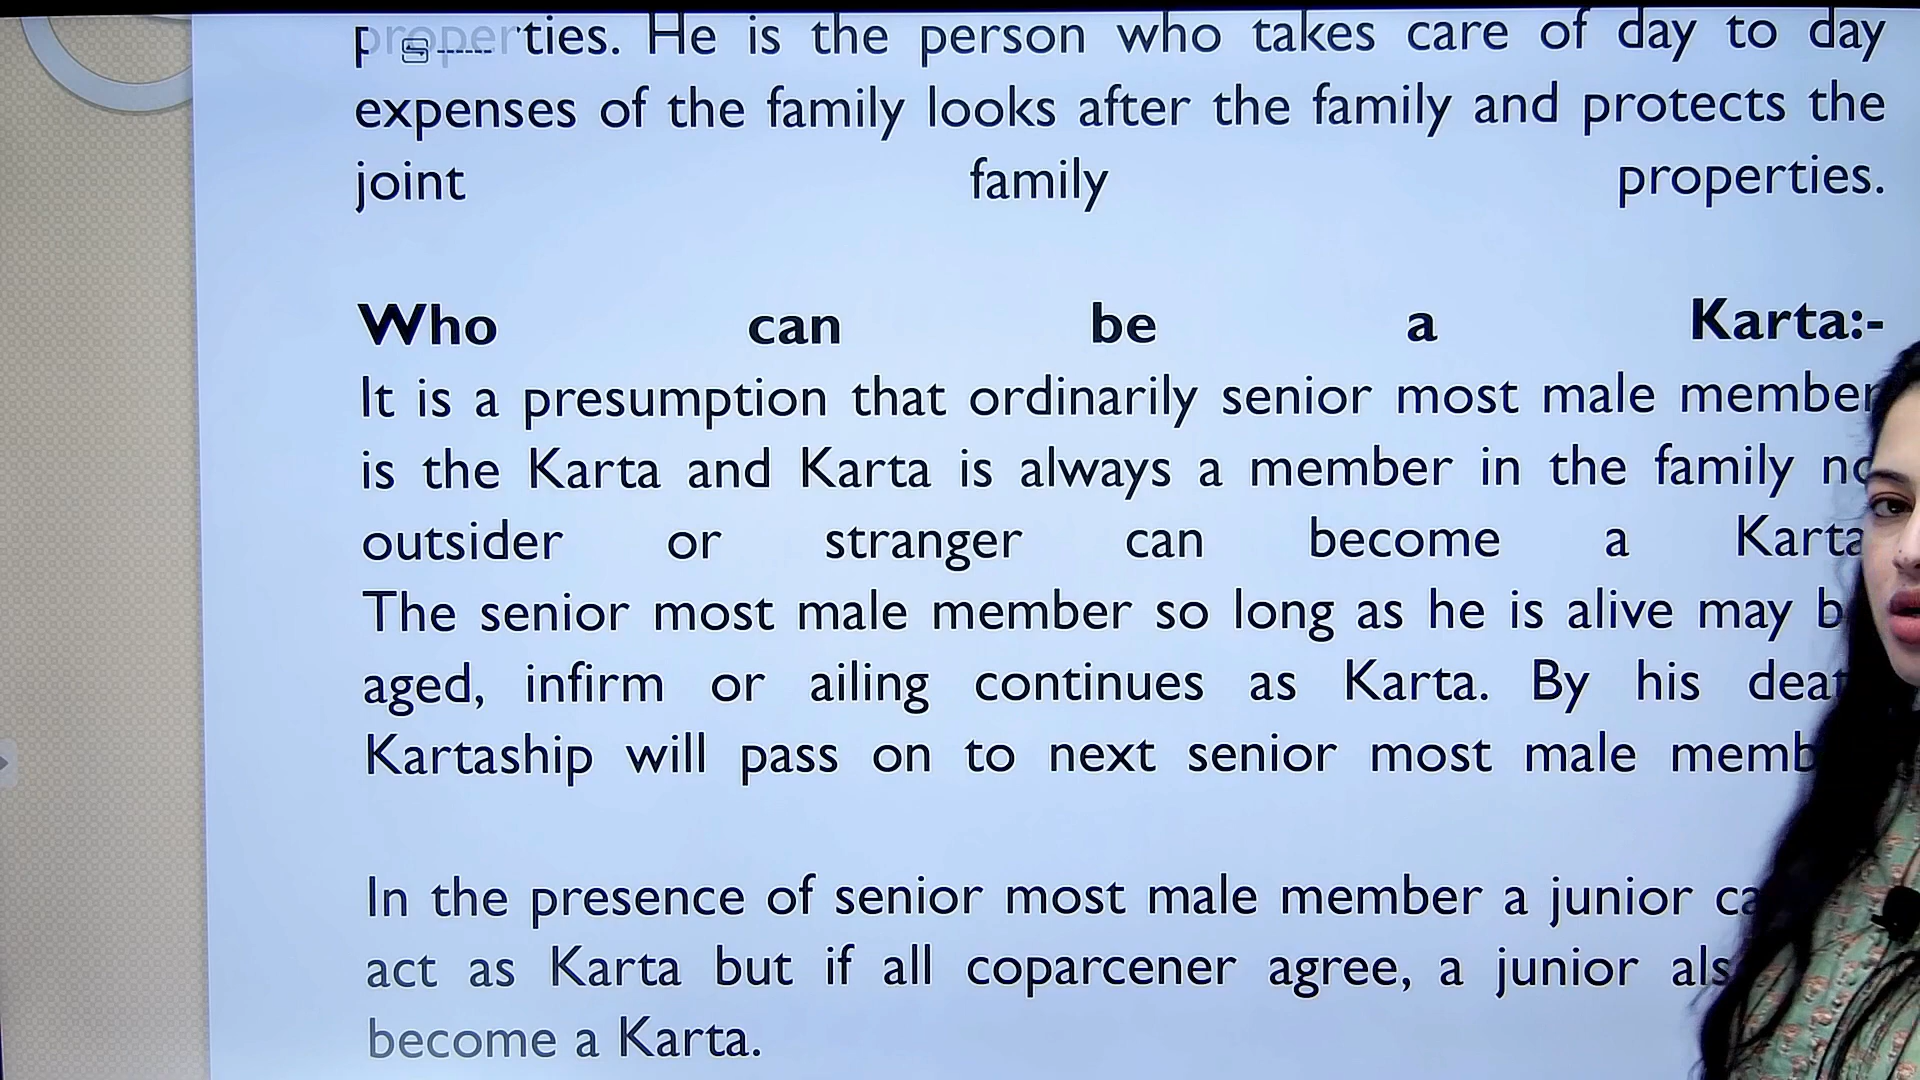 properties. He is the person who takes care of day to day
expenses of the family looks after the family and protects the
joint family properties.
Who can be a Karta:-
It is a presumption that ordinarily senior most male member
is the Karta and Karta is always a member in the family no
outsider or stranger can become a Karta
The senior most male member so long as he is alive may
aged, infirm or ailing continues as Karta. By his
Kartaship will pass on to next senior most male
In the presence of senior most male member a junior
act as Karta but if all coparcener agree, a junior
become a Karta.